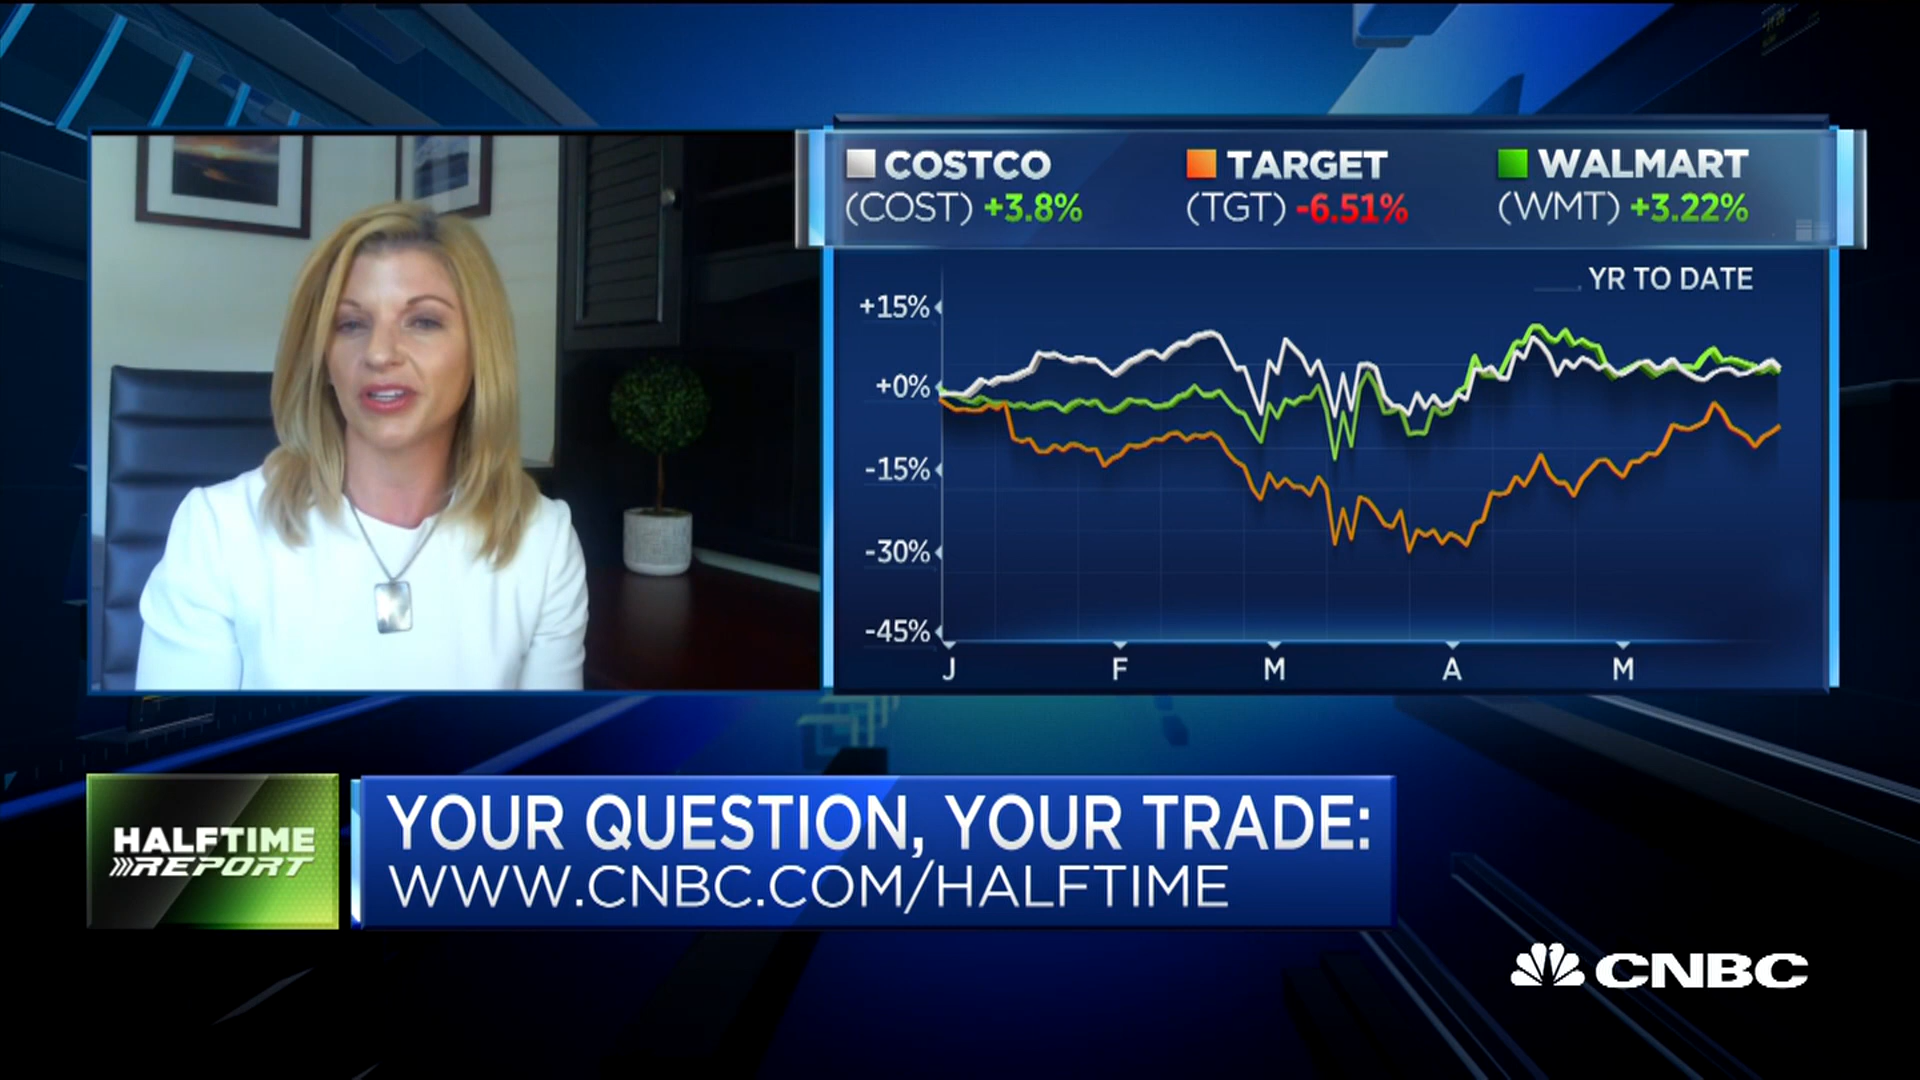 COSTCO
(COST) +3.8%
TARGET
(TGT) -6.51%
WALMART
(WMT) +3.22%
YR TO DATE
+15%
+0%
-15%
-30%
-45%
J F M A M
HALFTIME
REPORT
YOUR QUESTION, YOUR TRADE:
WWW.CNBC.COM/HALFTIME
CNBC